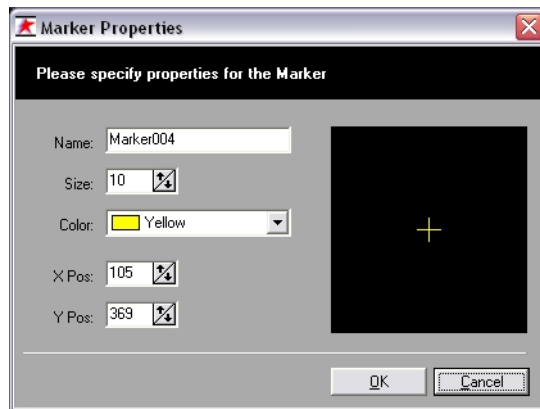 Marker Properties
Please specify properties for the Marker
Name: Marker004
Size: 10
Color: Yellow
X Pos: 105
Y Pos: 369
OK Cancel